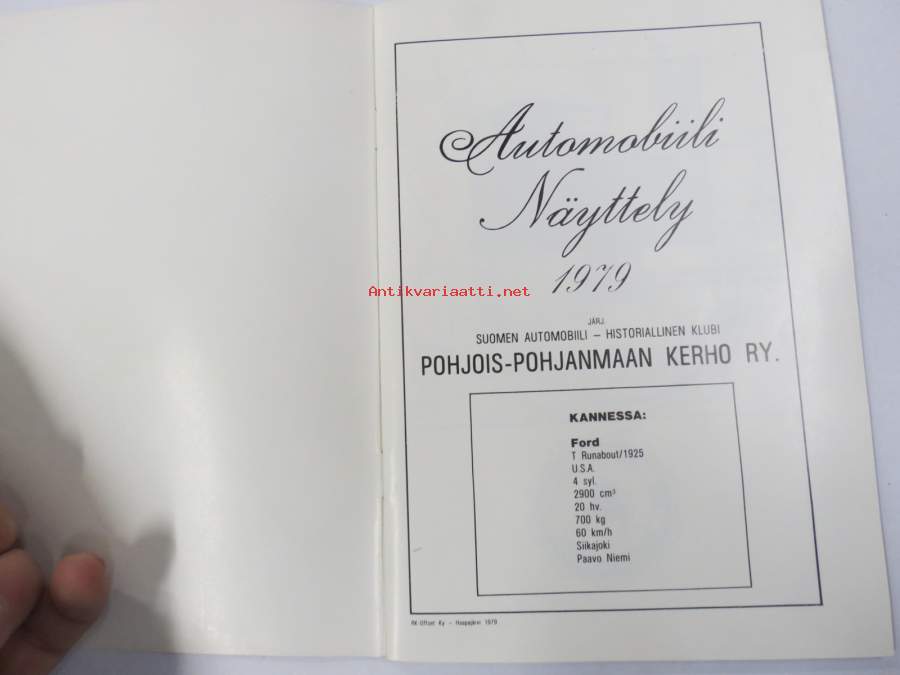 Automobiili
Näyttely
1979
Antikvariaatti.net
JÄRJ.
SUOMEN AUTOMOBIILI – HISTORIALLINEN KLUBI
POHJOIS-POHJANMAAN KERHO RY.
KANNESSA:
Ford
T Runabout/1925
U.S.A.
4 syl.
2900 cm³
20 hv.
700 kg
60 km/h
Siikajoki
Paavo Niemi
RK-Offset Ky – Haapajärvi 1979